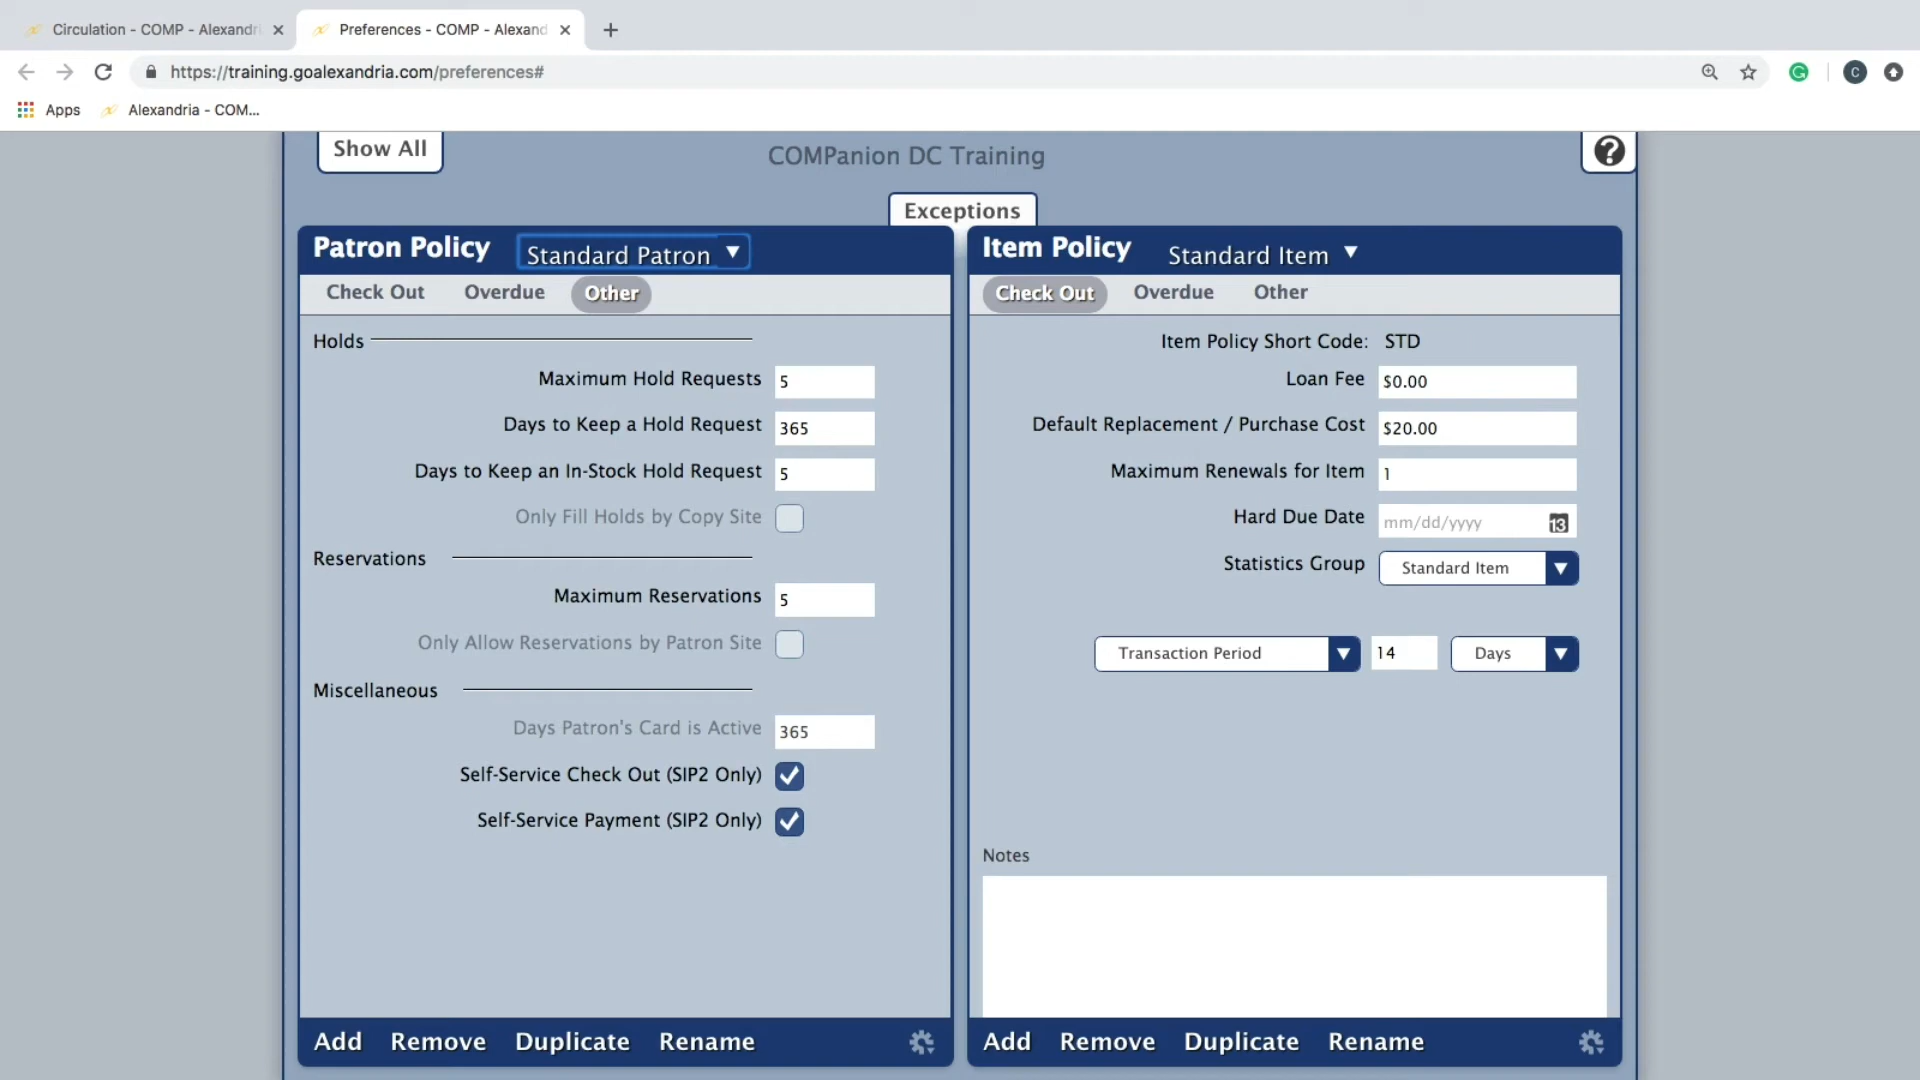 Circulation - COMP - Alexandri
Preferences - COMP - Alexand
https://training.goalexandria.com/preferences#
C
Apps
Alexandria - COM...
Show All
COMPanion DC Training
?
Exceptions
Patron Policy
Standard Patron
Check Out
Overdue
Other
Holds
Maximum Hold Requests
5
Days to Keep a Hold Request
365
Days to Keep an In-Stock Hold Request
5
Only Fill Holds by Copy Site
Reservations
Maximum Reservations
5
Only Allow Reservations by Patron Site
Miscellaneous
Days Patron's Card is Active
365
Self-Service Check Out (SIP2 Only)
Self-Service Payment (SIP2 Only)
Add
Remove
Duplicate
Rename
Item Policy
Standard Item
Check Out
Overdue
Other
Item Policy Short Code: STD
Loan Fee
$0.00
Default Replacement / Purchase Cost
$20.00
Maximum Renewals for Item
1
Hard Due Date
mm/dd/yyyy
13
Statistics Group
Standard Item
Transaction Period
14
Days
Notes
Add
Remove
Duplicate
Rename